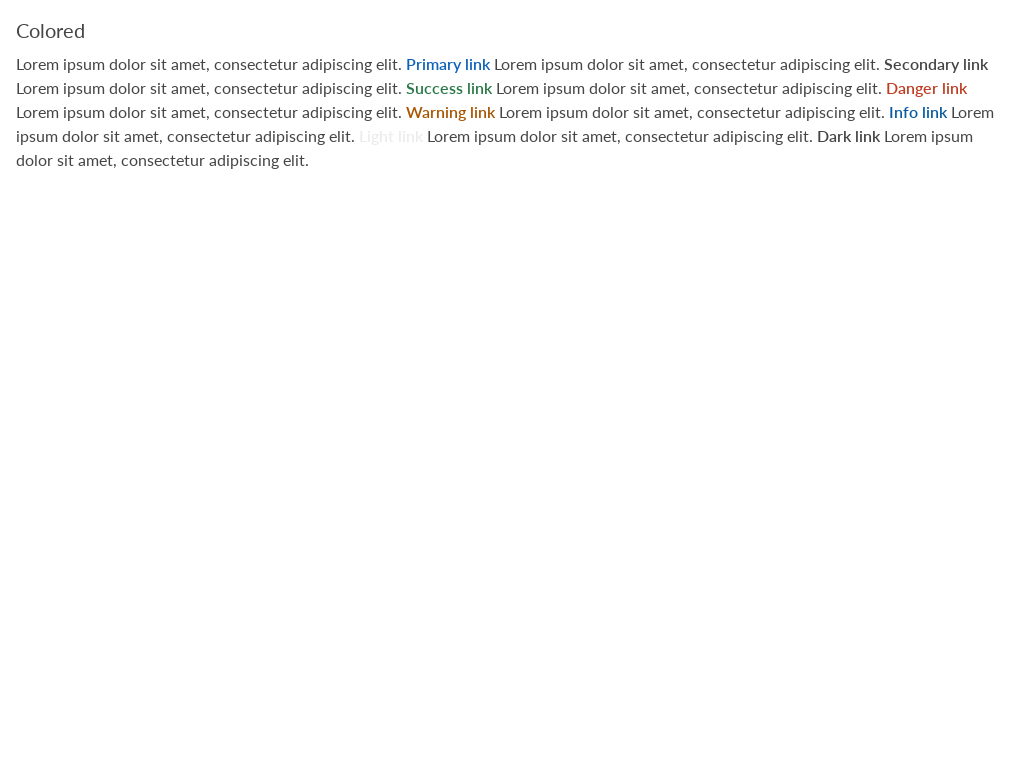 Colored
Lorem ipsum dolor sit amet, consectetur adipiscing elit. Primary link Lorem ipsum dolor sit amet, consectetur adipiscing elit. Secondary link
Lorem ipsum dolor sit amet, consectetur adipiscing elit. Success link Lorem ipsum dolor sit amet, consectetur adipiscing elit. Danger link
Lorem ipsum dolor sit amet, consectetur adipiscing elit. Warning link Lorem ipsum dolor sit amet, consectetur adipiscing elit. Info link Lorem
ipsum dolor sit amet, consectetur adipiscing elit. Light link Lorem ipsum dolor sit amet, consectetur adipiscing elit. Dark link Lorem ipsum
dolor sit amet, consectetur adipiscing elit.